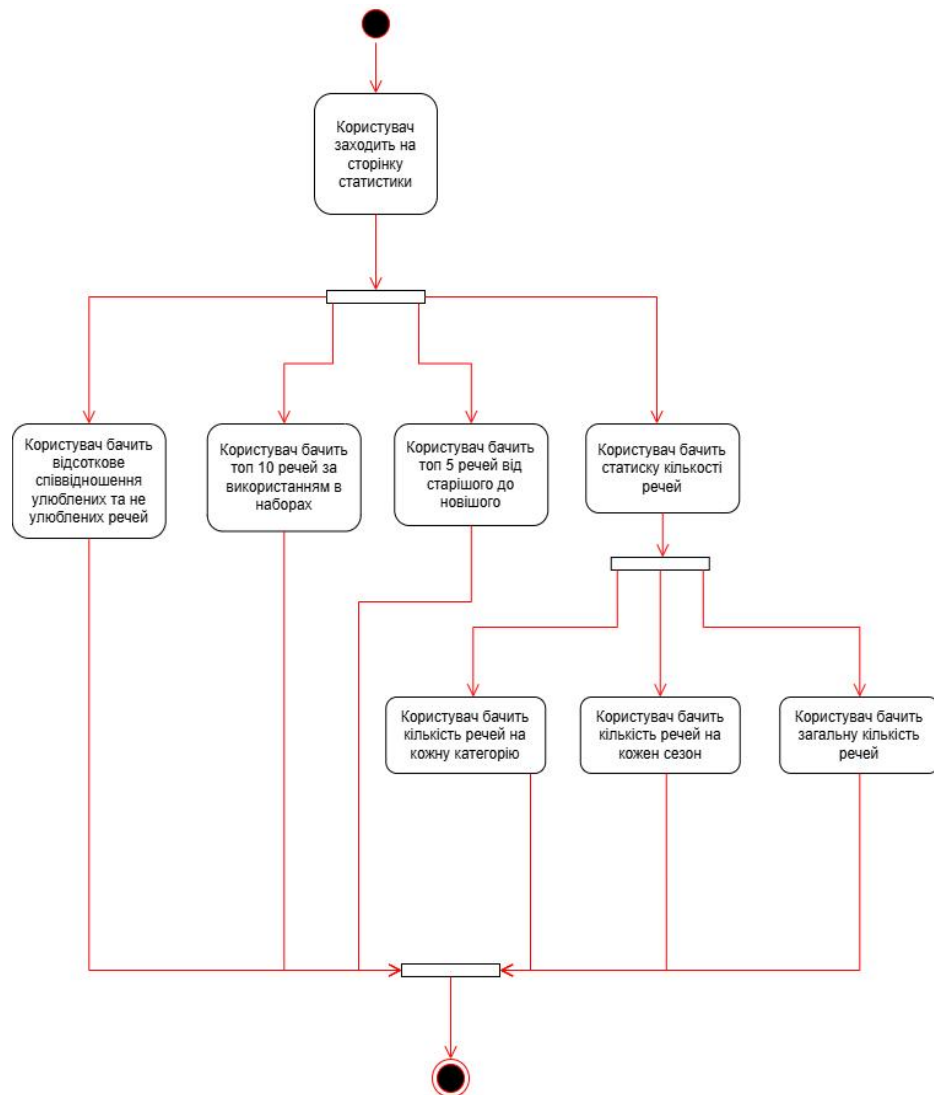 Користувач
заходить на
сторінку
статистики
Користувач бачить
відсоткове
співвідношення
улюблених та не
улюблених речей
Користувач бачить
топ 10 речей за
використанням в
наборах
Користувач бачить
топ 5 речей від
старішого до
новішого
Користувач бачить
статиску кількості
речей
Користувач бачить
кількість речей на
кожну категорію
Користувач бачить
кількість речей на
кожен сезон
Користувач бачить
загальну кількість
речей